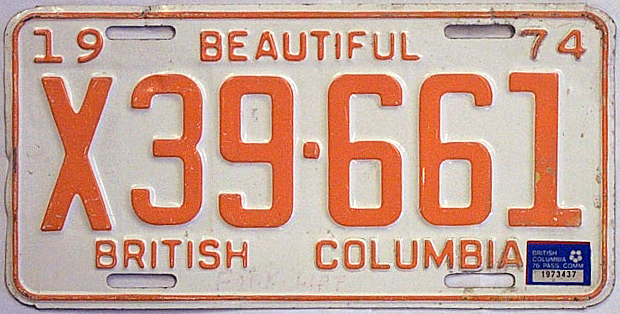 19 BEAUTIFUL 74
X39·661
BRITISH COLUMBIA
BRITISH
COLUMBIA
76 PASS COMM
1973437